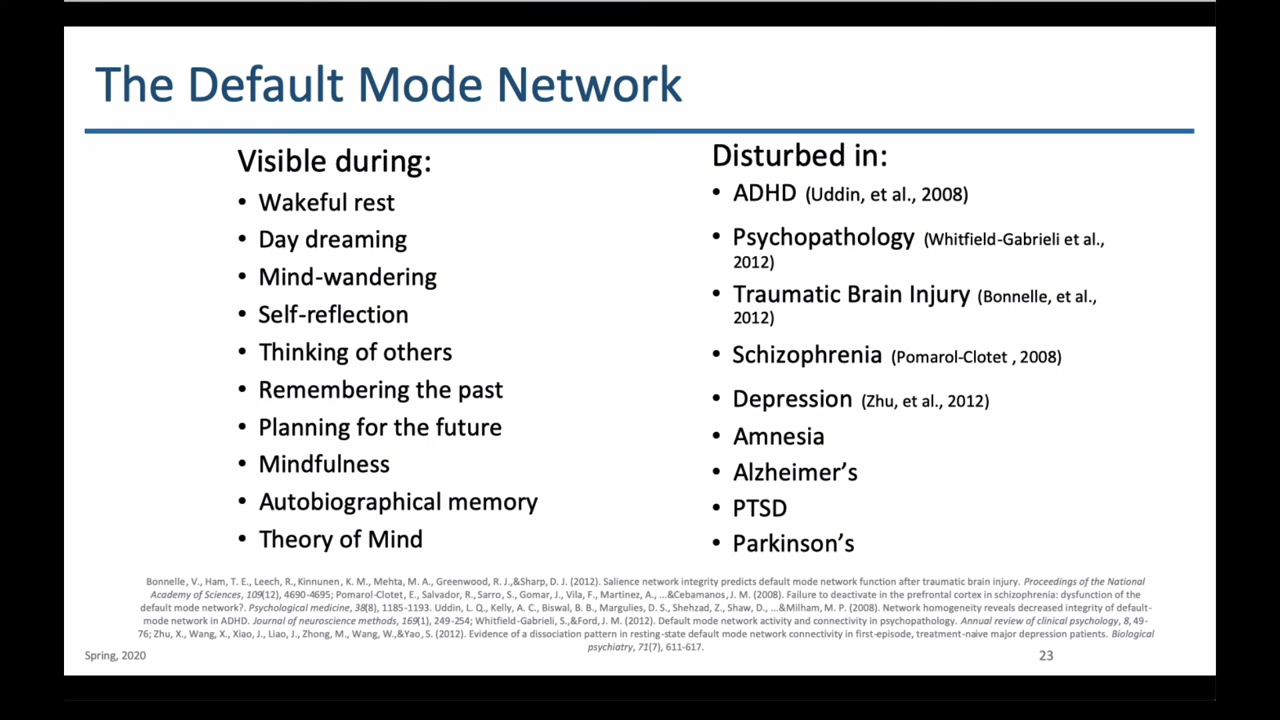 The Default Mode Network
Visible during:
• Wakeful rest
• Day dreaming
• Mind-wandering
• Self-reflection
• Thinking of others
• Remembering the past
• Planning for the future
• Mindfulness
• Autobiographical memory
• Theory of Mind
Disturbed in:
• ADHD (Uddin, et al., 2008)
• Psychopathology (Whitfield-Gabrieli et al.,
2012)
• Traumatic Brain Injury (Bonnelle, et al.,
2012)
• Schizophrenia (Pomarol-Clotet , 2008)
• Depression (Zhu, et al., 2012)
• Amnesia
• Alzheimer’s
• PTSD
• Parkinson’s
Bonnelle, V., Ham, T. E., Leech, R., Kinnunen, K. M., Mehta, M. A., Greenwood, R. J.,&Sharp, D. J. (2012). Salience network integrity predicts default mode network function after traumatic brain injury. Proceedings of the National
Academy of Sciences, 109(12), 4690-4695; Pomarol-Clotet, E., Salvador, R., Sarro, S., Gomar, J., Vila, F., Martinez, A., ...&Cebamanos, J. M. (2008). Failure to deactivate in the prefrontal cortex in schizophrenia: dysfunction of the
default mode network?. Psychological medicine, 38(8), 1185-1193. Uddin, L. Q., Kelly, A. C., Biswal, B. B., Margulies, D. S., Shehzad, Z., Shaw, D., ...&Milham, M. P. (2008). Network homogeneity reveals decreased integrity of default-
mode network in ADHD. Journal of neuroscience methods, 169(1), 249-254; Whitfield-Gabrieli, S.,&Ford, J. M. (2012). Default mode network activity and connectivity in psychopathology. Annual review of clinical psychology, 8, 49-
76; Zhu, X., Wang, X., Xiao, J., Liao, J., Zhong, M., Wang, W.,&Yao, S. (2012). Evidence of a dissociation pattern in resting-state default mode network connectivity in first-episode, treatment-naive major depression patients. Biological
psychiatry, 71(7), 611-617.
Spring, 2020
23